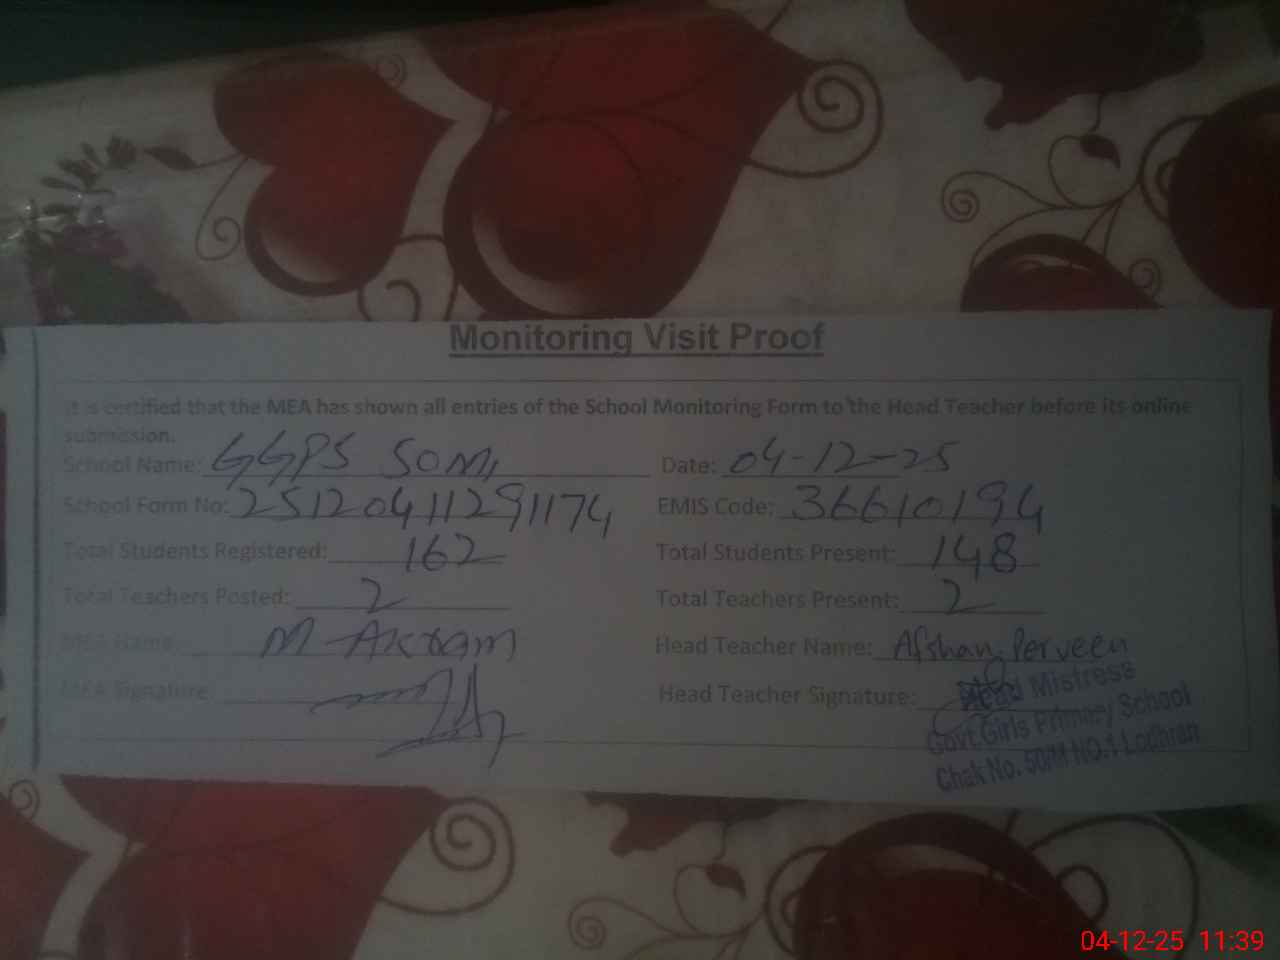 Monitoring Visit Proof
It is certified that the MEA has shown all entries of the School Monitoring Form to the Head Teacher before its online
submission.
School Name: GGPS 50M1 Date: 04-12-25
School Form No: 25120411291174 EMIS Code: 36610194
Total Students Registered: 162 Total Students Present: 148
Total Teachers Posted: 2 Total Teachers Present: 2
MEA Name M Akram Head Teacher Name: Afshan Perveen
MEA Signature Head Teacher Signature:
Head Mistress
Govt.Girls Primary School
Chak No. 50/M NO.1 Lodhran
04-12-25 11:39